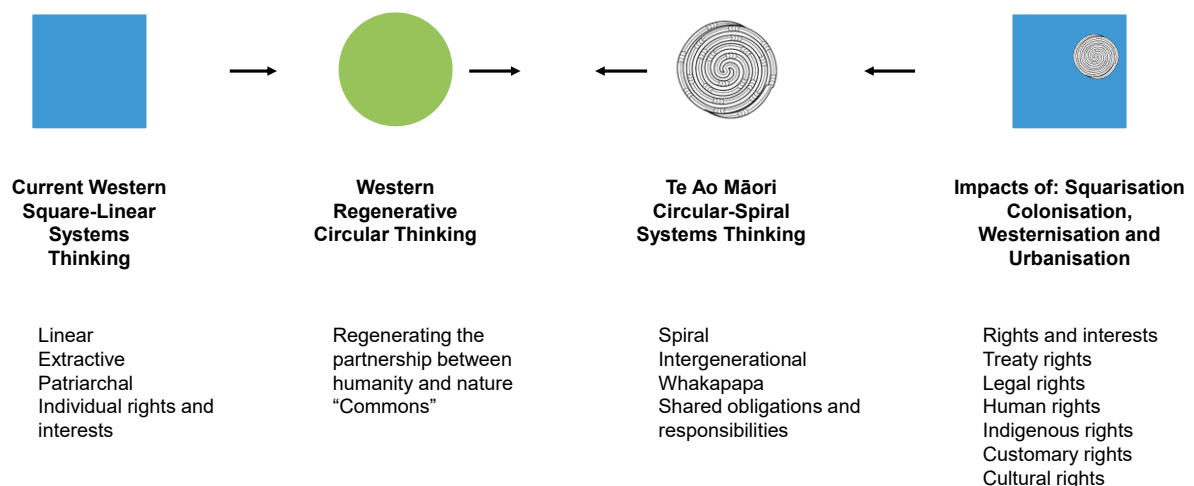 Current Western
Square-Linear
Systems
Thinking
Western
Regenerative
Circular Thinking
Te Ao Māori
Circular-Spiral
Systems Thinking
Impacts of: Squarisation
Colonisation,
Westernisation and
Urbanisation
Linear
Extractive
Patriarchal
Individual rights and
interests
Regenerating the
partnership between
humanity and nature
“Commons”
Spiral
Intergenerational
Whakapapa
Shared obligations and
responsibilities
Rights and interests
Treaty rights
Legal rights
Human rights
Indigenous rights
Customary rights
Cultural rights